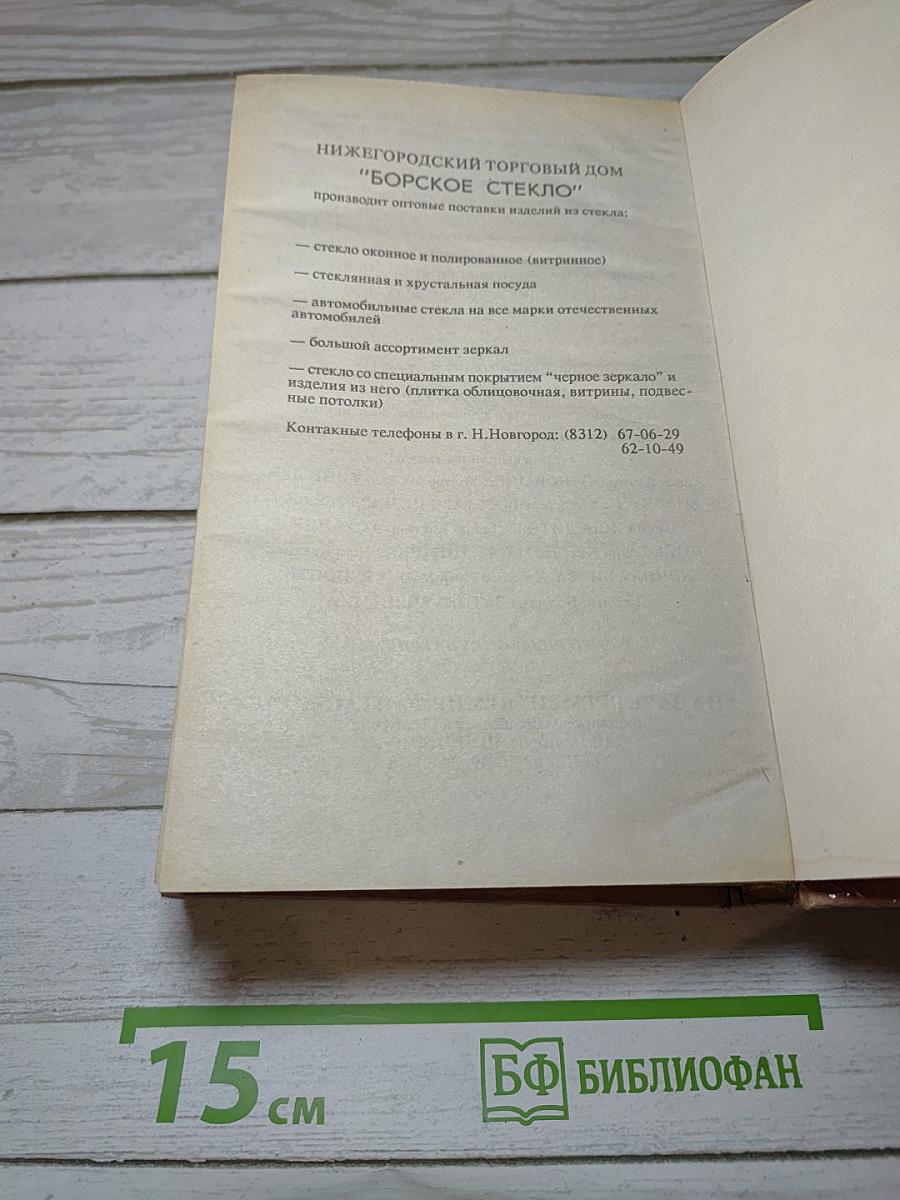 НИЖЕГОРОДСКИЙ ТОРГОВЫЙ ДОМ
"БОРСКОЕ СТЕКЛО"
производит оптовые поставки изделий из стекла:
— стекло оконное и полированное (витринное)
— стеклянная и хрустальная посуда
— автомобильные стекла на все марки отечественных
автомобилей
— большой ассортимент зеркал
— стекло со специальным покрытием "черное зеркало" и
изделия из него (плитка облицовочная, витрины, подвес-
ные потолки)
Контакные телефоны в г. Н.Новгород: (8312) 67-06-29
62-10-49
15 см
БФ БИБЛИОФАН